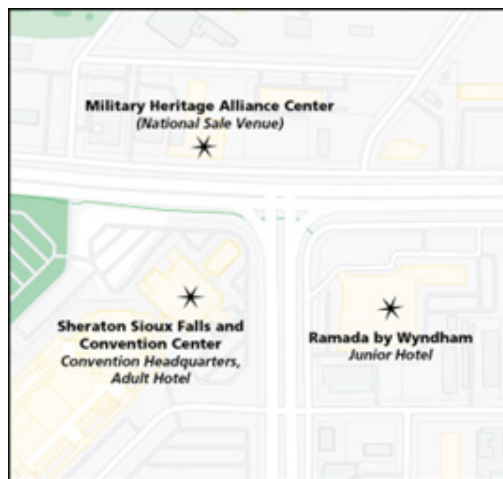 Military Heritage Alliance Center
(National Sale Venue)
Sheraton Sioux Falls and
Convention Center
Convention Headquarters,
Adult Hotel
Ramada by Wyndham
Junior Hotel